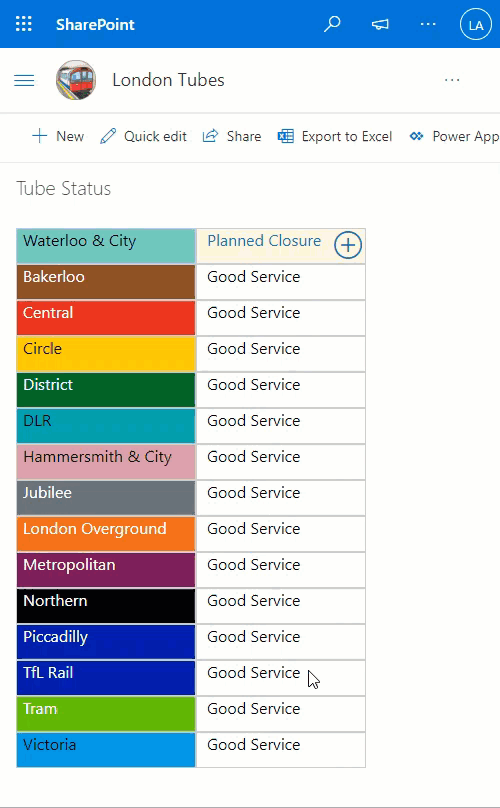 SharePoint
LA
London Tubes
New Quick edit Share Export to Excel Power App
Tube Status
Waterloo & City Planned Closure
Bakerloo Good Service
Central Good Service
Circle Good Service
District Good Service
DLR Good Service
Hammersmith & City Good Service
Jubilee Good Service
London Overground Good Service
Metropolitan Good Service
Northern Good Service
Piccadilly Good Service
TfL Rail Good Service
Tram Good Service
Victoria Good Service